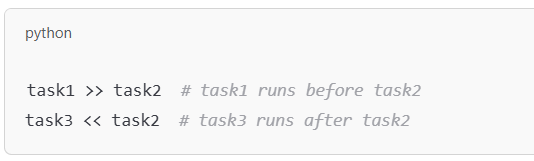 python
task1 >> task2  # task1 runs before task2
task3 << task2  # task3 runs after task2